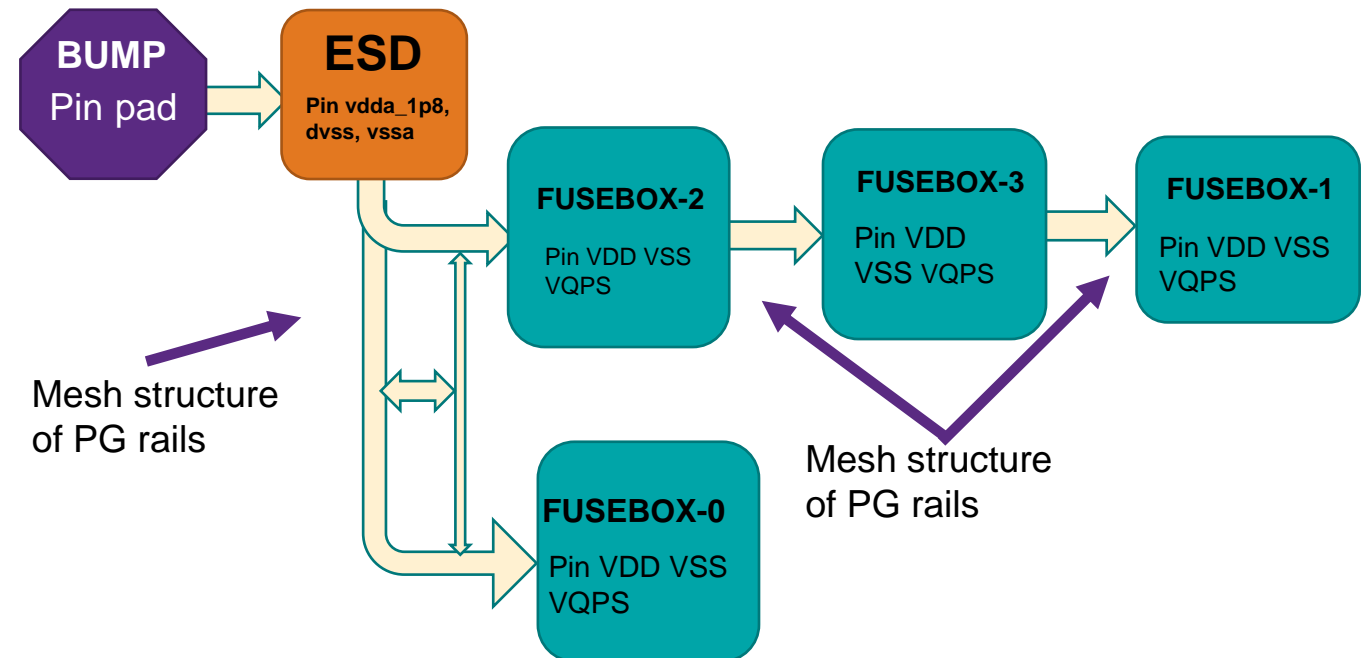 BUMP
Pin pad
ESD
Pin vdda_1p8,
dvss, vssa
FUSEBOX-2
Pin VDD VSS
VQPS
FUSEBOX-3
Pin VDD
VSS VQPS
FUSEBOX-1
Pin VDD VSS
VQPS
Mesh structure
of PG rails
FUSEBOX-0
Pin VDD VSS
VQPS
Mesh structure
of PG rails